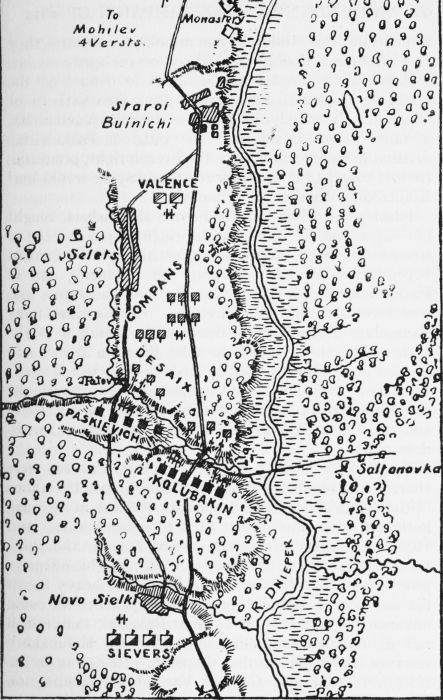 To
Mohilev
4 Versts.
Monastery
Staroi
Buinichi
VALENCE
Selets
COMPANS
DESAIX
Fatova
PASKIEVICH
Saltanovka
KOLUBAKIN
R. DNIEPER
Novo Sielki
SIEVERS